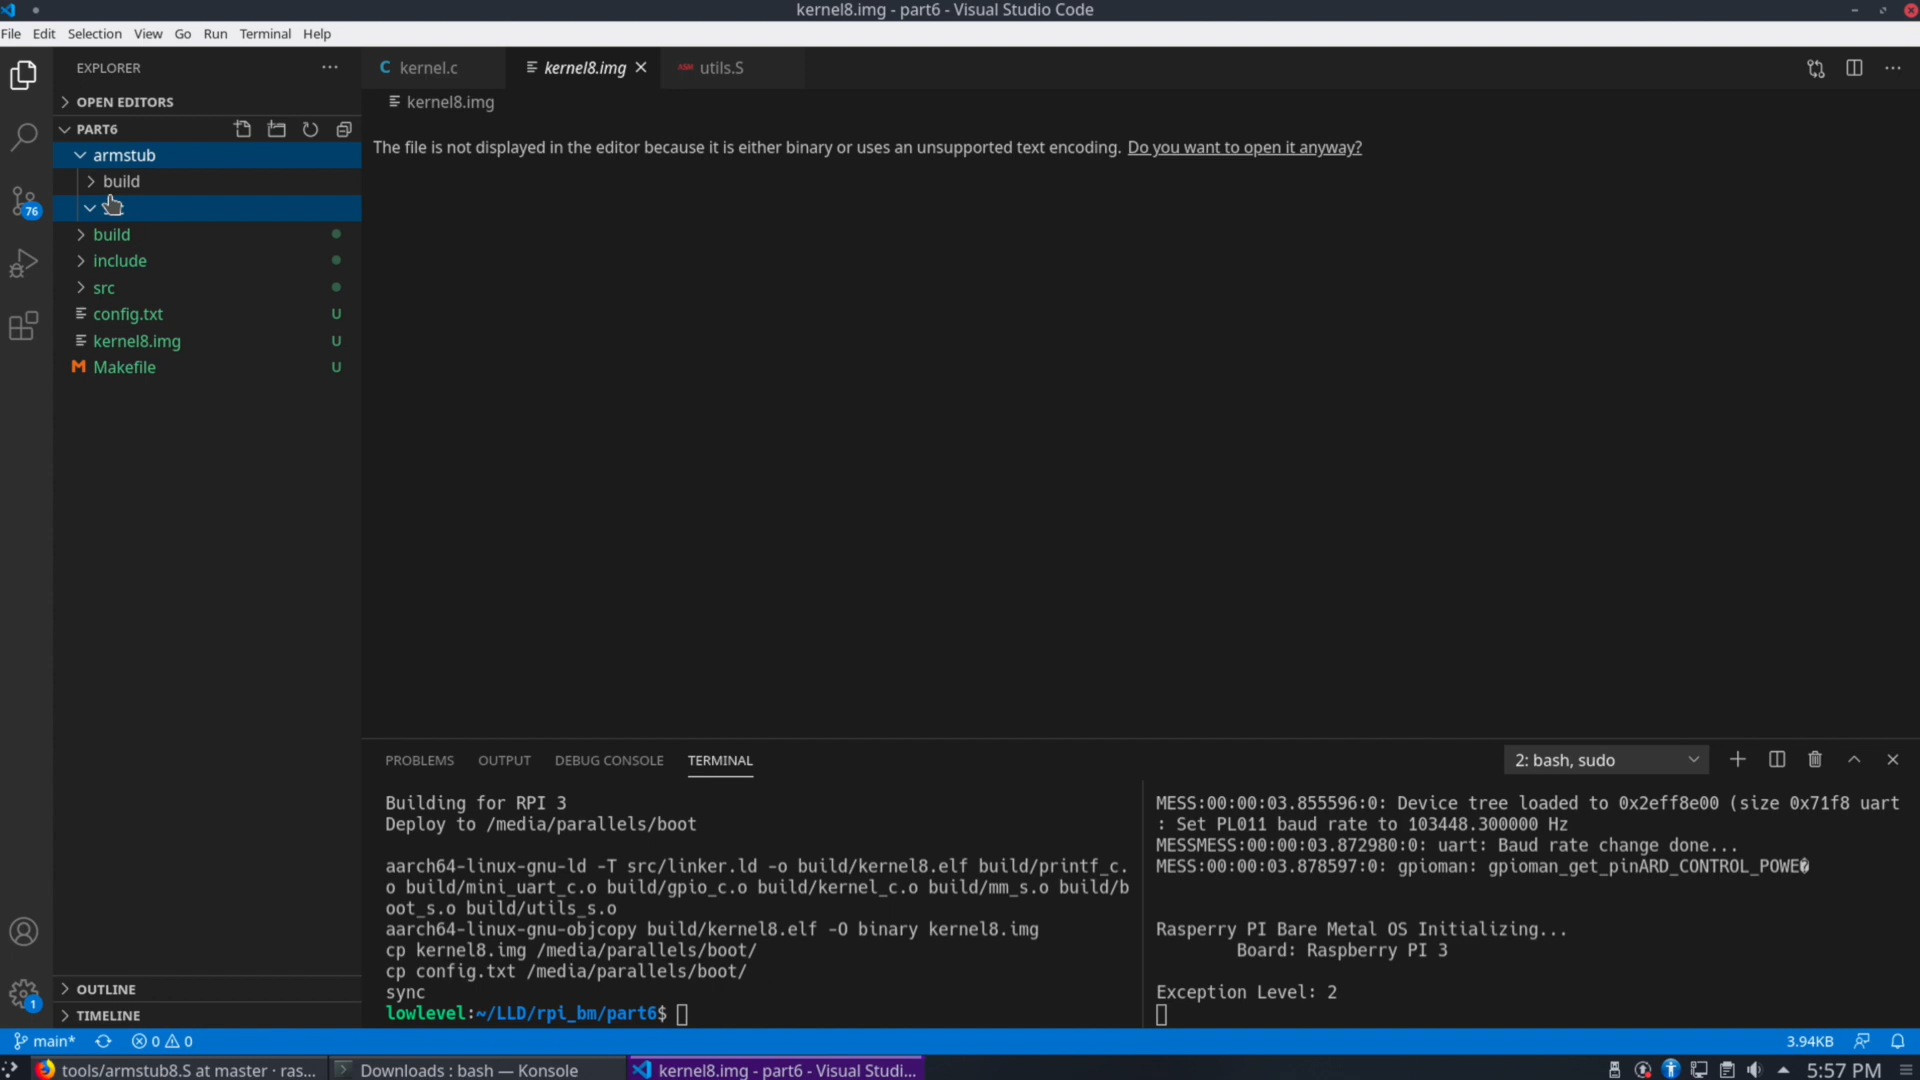 kernel8.img - part6 - Visual Studio Code
File Edit Selection View Go Run Terminal Help
EXPLORER
kernel.c
kernel8.img
ASM utils.S
OPEN EDITORS
kernel8.img
PART6
armstub
The file is not displayed in the editor because it is either binary or uses an unsupported text encoding. Do you want to open it anyway?
build
76
build
include
src
config.txt U
kernel8.img U
Makefile U
PROBLEMS OUTPUT DEBUG CONSOLE TERMINAL
2: bash, sudo
Building for RPI 3
Deploy to /media/parallels/boot
aarch64-linux-gnu-ld -T src/linker.ld -o build/kernel8.elf build/printf_c.
o build/mini_uart_c.o build/gpio_c.o build/kernel_c.o build/mm_s.o build/b
oot_s.o build/utils_s.o
aarch64-linux-gnu-objcopy build/kernel8.elf -O binary kernel8.img
cp kernel8.img /media/parallels/boot/
cp config.txt /media/parallels/boot/
sync
lowlevel:~/LLD/rpi_bm/part6$
MESS:00:00:03.855596:0: Device tree loaded to 0x2eff8e00 (size 0x71f8 uart
: Set PL011 baud rate to 103448.300000 Hz
MESSMESS:00:00:03.872980:0: uart: Baud rate change done...
MESS:00:00:03.878597:0: gpioman: gpioman_get_pinARD_CONTROL_POWE�
Rasperry PI Bare Metal OS Initializing...
Board: Raspberry PI 3
Exception Level: 2
OUTLINE
1
TIMELINE
main* 0 0
3.94KB
tools/armstub8.S at master · ras...
Downloads : bash — Konsole
kernel8.img - part6 - Visual Studi...
5:57 PM